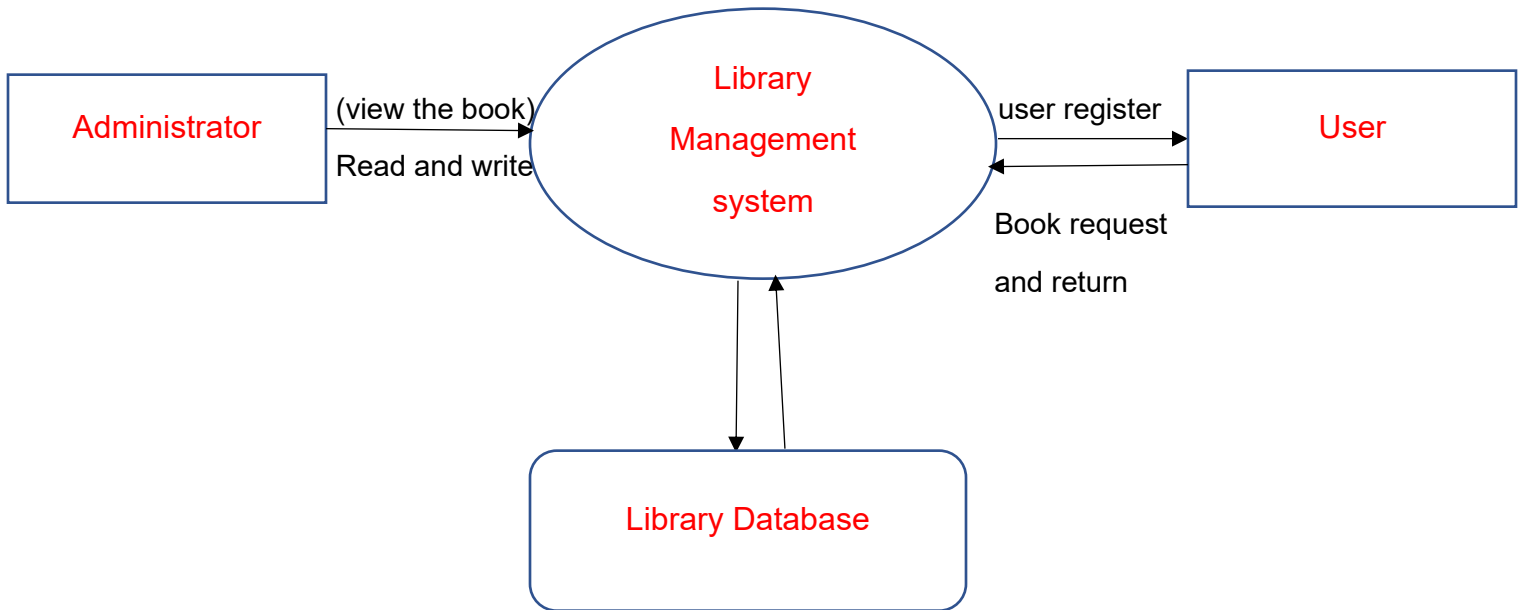 Administrator
(view the book)
Read and write
Library
Management
system
user register
Book request
and return
User
Library Database